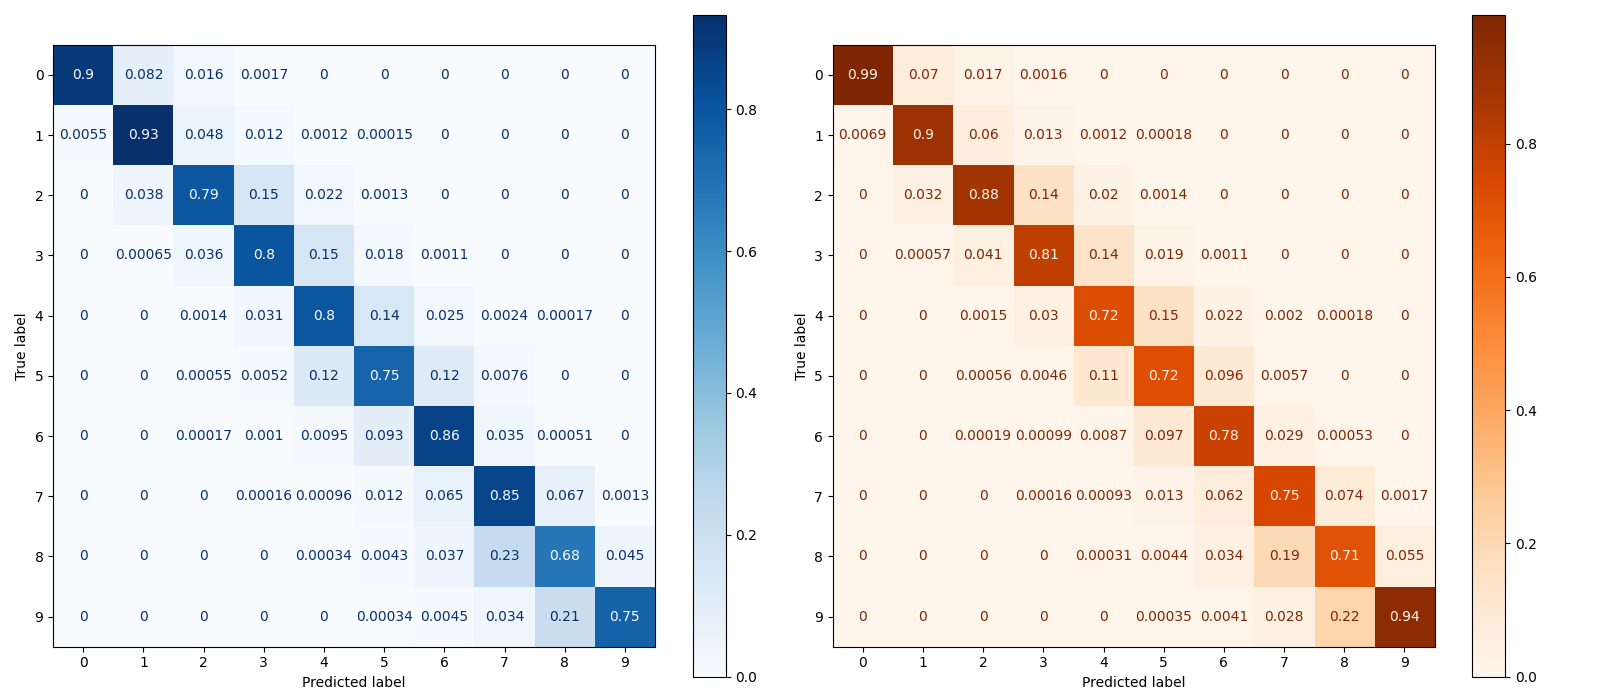 0 0.9 0.082 0.016 0.0017 0 0 0 0 0 0
1 0.0055 0.93 0.048 0.012 0.0012 0.00015 0 0 0 0
2 0 0.038 0.79 0.15 0.022 0.0013 0 0 0 0
3 0 0.00065 0.036 0.8 0.15 0.018 0.0011 0 0 0
4 0 0 0.0014 0.031 0.8 0.14 0.025 0.0024 0.00017 0
5 0 0 0.00055 0.0052 0.12 0.75 0.12 0.0076 0 0
6 0 0 0.00017 0.001 0.0095 0.093 0.86 0.035 0.00051 0
7 0 0 0 0.00016 0.00096 0.012 0.065 0.85 0.067 0.0013
8 0 0 0 0 0.00034 0.0043 0.037 0.23 0.68 0.045
9 0 0 0 0 0 0.00034 0.0045 0.034 0.21 0.75
0 1 2 3 4 5 6 7 8 9
Predicted label
True label
0.8
0.6
0.4
0.2
0.0
0 0.99 0.07 0.017 0.0016 0 0 0 0 0 0
1 0.0069 0.9 0.06 0.013 0.0012 0.00018 0 0 0 0
2 0 0.032 0.88 0.14 0.02 0.0014 0 0 0 0
3 0 0.00057 0.041 0.81 0.14 0.019 0.0011 0 0 0
4 0 0 0.0015 0.03 0.72 0.15 0.022 0.002 0.00018 0
5 0 0 0.00056 0.0046 0.11 0.72 0.096 0.0057 0 0
6 0 0 0.00019 0.00099 0.0087 0.097 0.78 0.029 0.00053 0
7 0 0 0 0.00016 0.00093 0.013 0.062 0.75 0.074 0.0017
8 0 0 0 0 0.00031 0.0044 0.034 0.19 0.71 0.055
9 0 0 0 0 0 0.00035 0.0041 0.028 0.22 0.94
0 1 2 3 4 5 6 7 8 9
Predicted label
True label
0.8
0.6
0.4
0.2
0.0